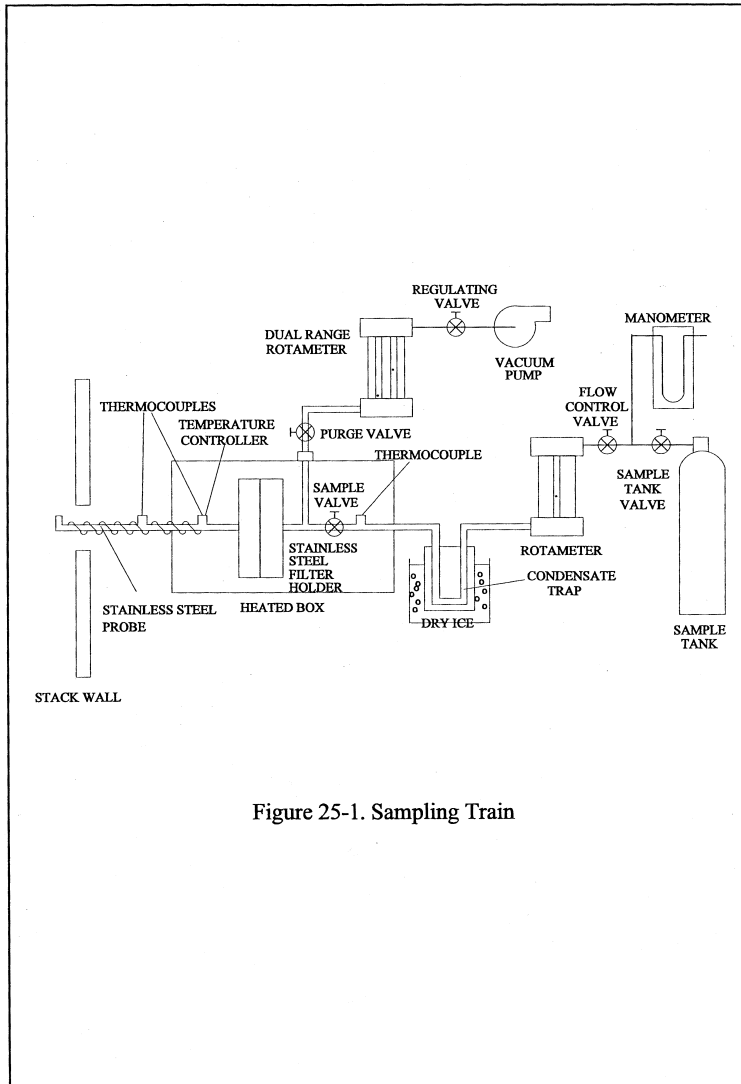 REGULATING
VALVE
MANOMETER
DUAL RANGE
ROTAMETER
VACUUM
PUMP
FLOW
CONTROL
VALVE
THERMOCOUPLES
TEMPERATURE
CONTROLLER
PURGE VALVE
THERMOCOUPLE
SAMPLE
VALVE
SAMPLE
TANK
VALVE
STAINLESS
STEEL
FILTER
HOLDER
ROTAMETER
CONDENSATE
TRAP
STAINLESS STEEL
PROBE
HEATED BOX
DRY ICE
SAMPLE
TANK
STACK WALL
Figure 25-1. Sampling Train